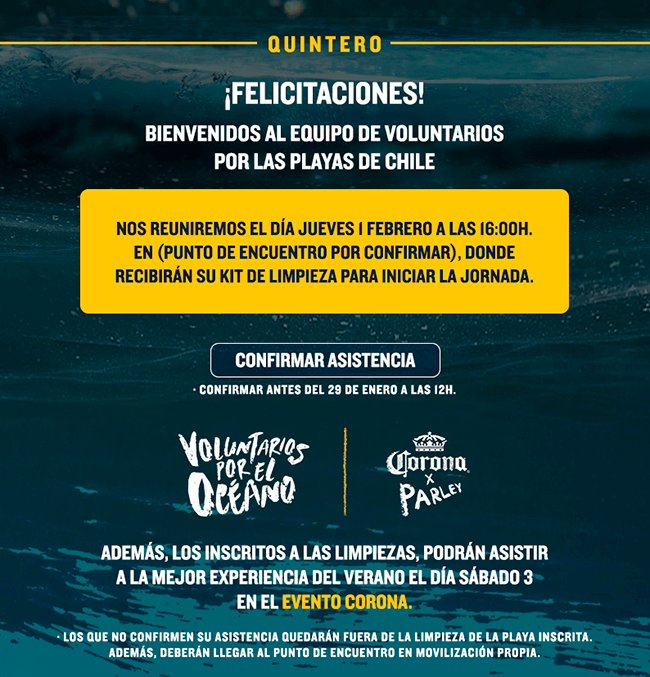 QUINTERO
¡FELICITACIONES!
BIENVENIDOS AL EQUIPO DE VOLUNTARIOS
POR LAS PLAYAS DE CHILE
NOS REUNIREMOS EL DÍA JUEVES 1 FEBRERO A LAS 16:00H.
EN (PUNTO DE ENCUENTRO POR CONFIRMAR), DONDE
RECIBIRÁN SU KIT DE LIMPIEZA PARA INICIAR LA JORNADA.
CONFIRMAR ASISTENCIA
· CONFIRMAR ANTES DEL 29 DE ENERO A LAS 12H.
VOLUNTARIOS
POR EL
OCÉANO
Corona
X
PARLEY
ADEMÁS, LOS INSCRITOS A LAS LIMPIEZAS, PODRÁN ASISTIR
A LA MEJOR EXPERIENCIA DEL VERANO EL DÍA SÁBADO 3
EN EL EVENTO CORONA.
· LOS QUE NO CONFIRMEN SU ASISTENCIA QUEDARÁN FUERA DE LA LIMPIEZA DE LA PLAYA INSCRITA.
ADEMÁS, DEBERÁN LLEGAR AL PUNTO DE ENCUENTRO EN MOVILIZACIÓN PROPIA.